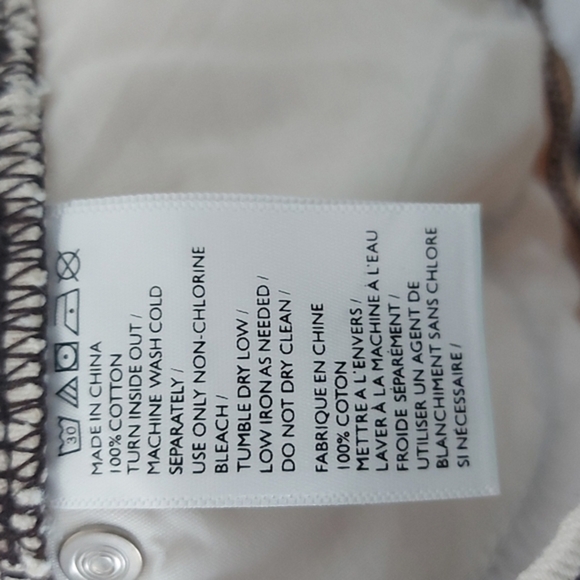 30
MADE IN CHINA
100% COTTON
TURN INSIDE OUT /
MACHINE WASH COLD
SEPARATELY /
USE ONLY NON-CHLORINE
BLEACH /
TUMBLE DRY LOW /
LOW IRON AS NEEDED /
DO NOT DRY CLEAN /
FABRIQUE EN CHINE
100% COTON
METTRE A L'ENVERS /
LAVER À LA MACHINE À L'EAU
FROIDE SÉPARÉMENT /
UTILISER UN AGENT DE
BLANCHIMENT SANS CHLORE
SI NÉCESSAIRE /